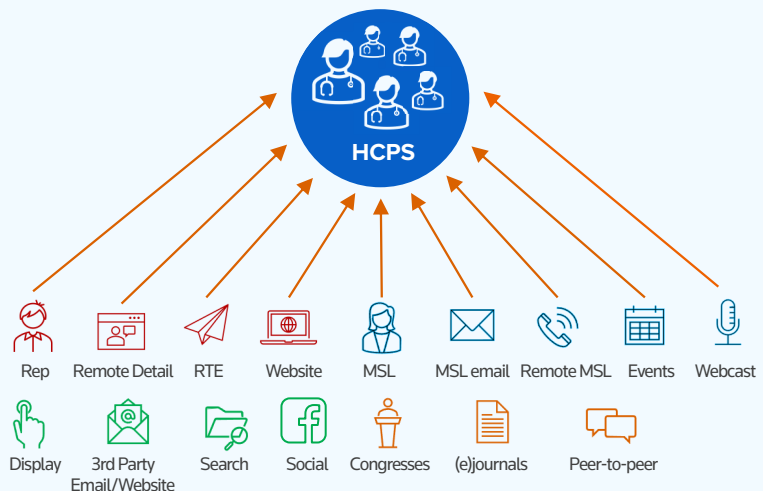 HCPS
Rep
Remote Detail
RTE
Website
MSL
MSL email
Remote MSL
Events
Webcast
Display
3rd Party
Email/Website
Search
Social
Congresses
(e)journals
Peer-to-peer